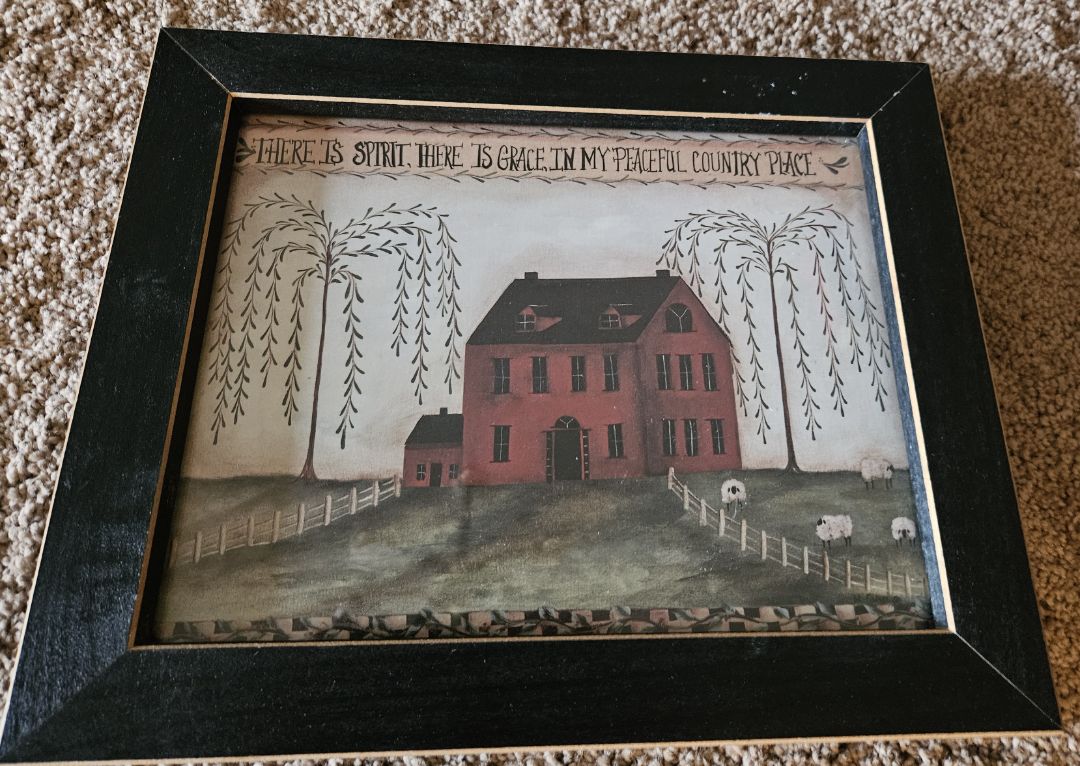 THERE IS SPIRIT THERE IS GRACE IN MY PEACEFUL COUNTRY PLACE